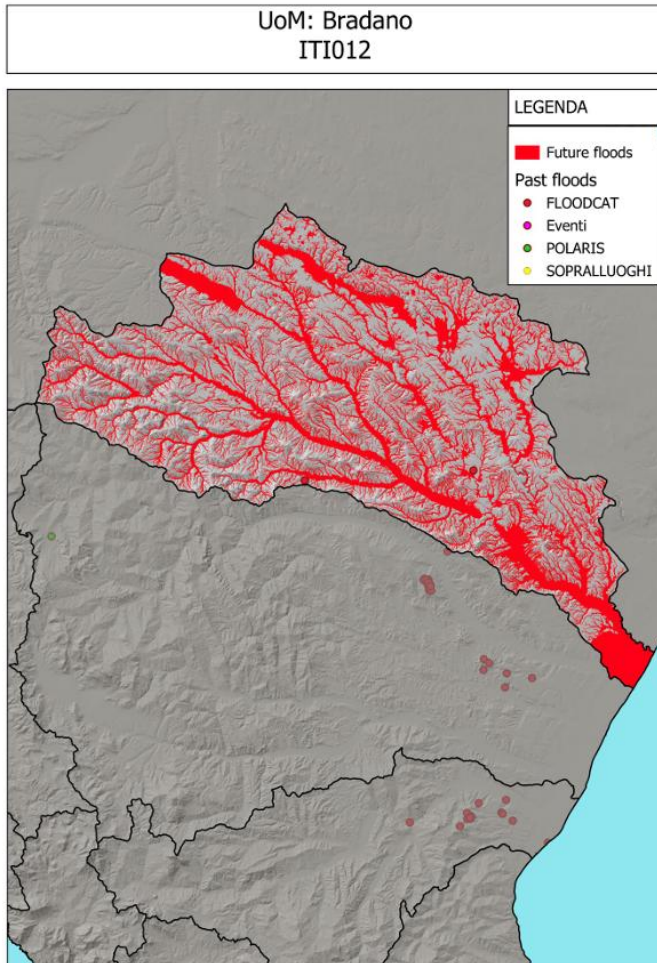 UoM: Bradano
ITI012
LEGENDA
Future floods
Past floods
FLOODCAT
Eventi
POLARIS
SOPRALLUOGHI